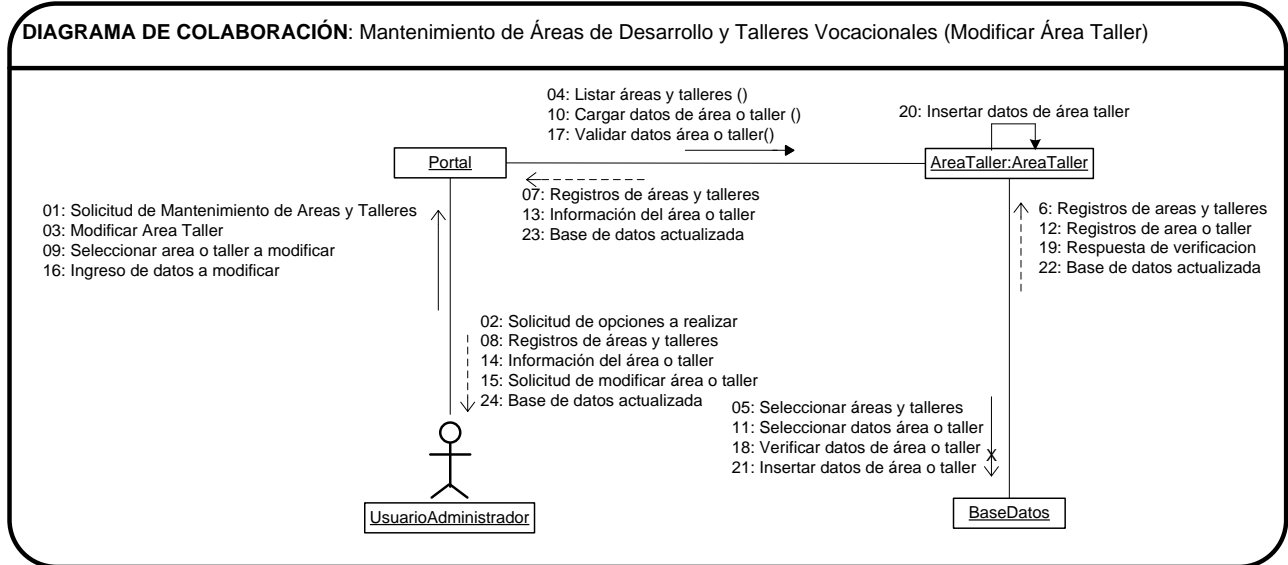 DIAGRAMA DE COLABORACIÓN: Mantenimiento de Áreas de Desarrollo y Talleres Vocacionales (Modificar Área Taller)
04: Listar áreas y talleres ()
10: Cargar datos de área o taller ()
17: Validar datos área o taller()
20: Insertar datos de área taller
Portal
AreaTaller:AreaTaller
07: Registros de áreas y talleres
13: Información del área o taller
23: Base de datos actualizada
01: Solicitud de Mantenimiento de Areas y Talleres
03: Modificar Area Taller
09: Seleccionar area o taller a modificar
16: Ingreso de datos a modificar
6: Registros de areas y talleres
12: Registros de area o taller
19: Respuesta de verificacion
22: Base de datos actualizada
02: Solicitud de opciones a realizar
08: Registros de áreas y talleres
14: Información del área o taller
15: Solicitud de modificar área o taller
24: Base de datos actualizada
05: Seleccionar áreas y talleres
11: Seleccionar datos área o taller
18: Verificar datos de área o taller
21: Insertar datos de área o taller
X
UsuarioAdministrador
BaseDatos